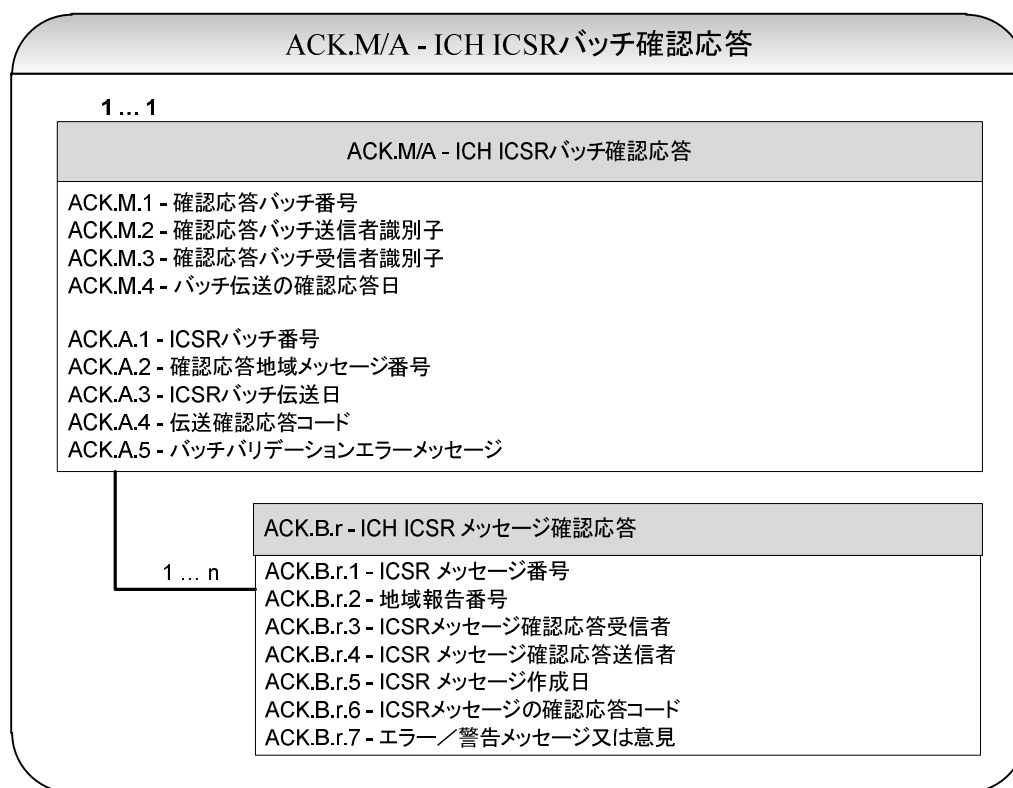 ACK.M/A - ICH ICSRバッチ確認応答
1 ... 1
ACK.M/A - ICH ICSRバッチ確認応答
ACK.M.1 - 確認応答バッチ番号
ACK.M.2 - 確認応答バッチ送信者識別子
ACK.M.3 - 確認応答バッチ受信者識別子
ACK.M.4 - バッチ伝送の確認応答日
ACK.A.1 - ICSRバッチ番号
ACK.A.2 - 確認応答地域メッセージ番号
ACK.A.3 - ICSRバッチ伝送日
ACK.A.4 - 伝送確認応答コード
ACK.A.5 - バッチバリデーションエラーメッセージ
ACK.B.r - ICH ICSR メッセージ確認応答
1 ... n
ACK.B.r.1 - ICSR メッセージ番号
ACK.B.r.2 - 地域報告番号
ACK.B.r.3 - ICSRメッセージ確認応答受信者
ACK.B.r.4 - ICSR メッセージ確認応答送信者
ACK.B.r.5 - ICSR メッセージ作成日
ACK.B.r.6 - ICSRメッセージの確認応答コード
ACK.B.r.7 - エラー／警告メッセージ又は意見